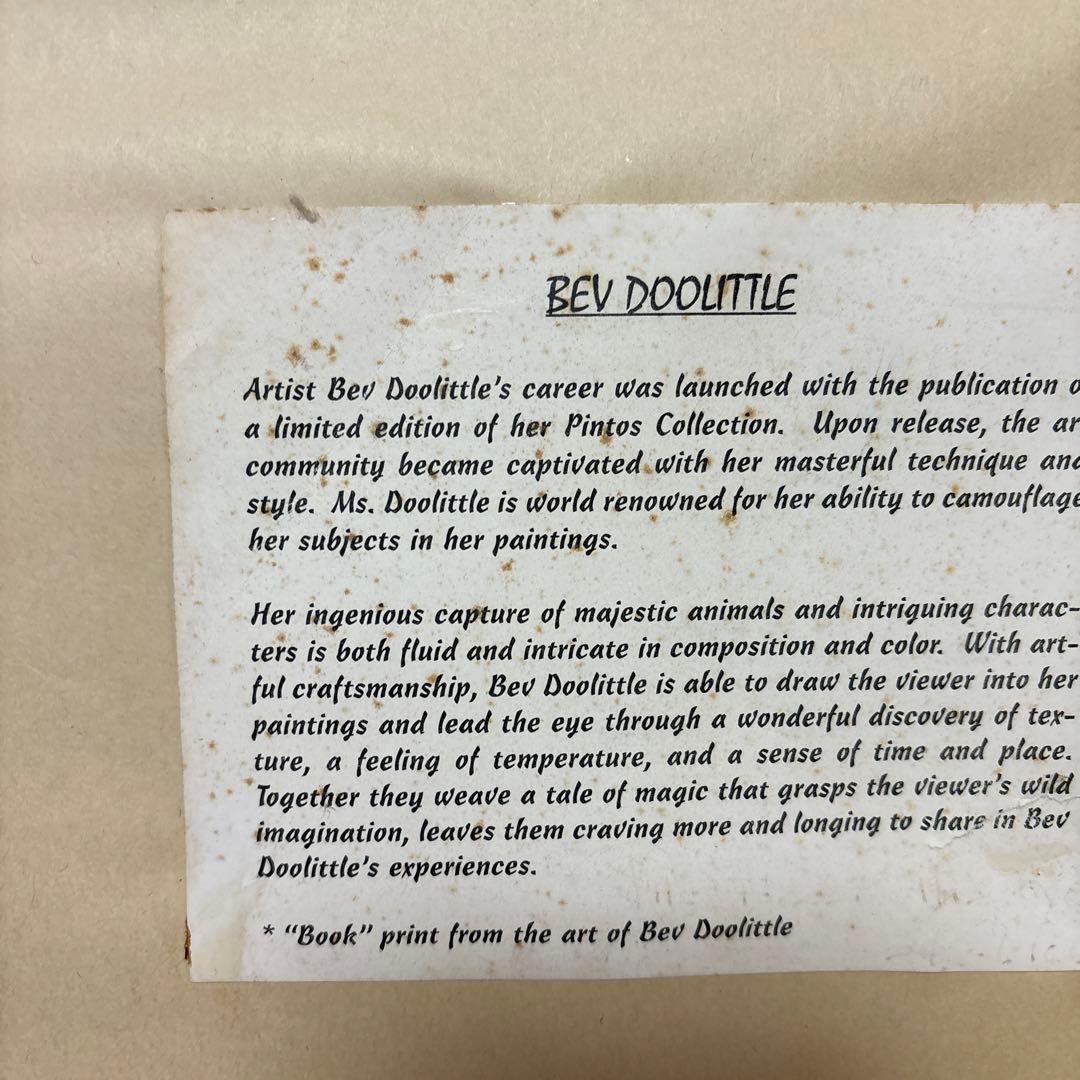 BEV DOOLITTLE
Artist Bev Doolittle's career was launched with the publication o
a limited edition of her Pintos Collection. Upon release, the ar
community became captivated with her masterful technique and
style. Ms. Doolittle is world renowned for her ability to camouflage
her subjects in her paintings.
Her ingenious capture of majestic animals and intriguing charac-
ters is both fluid and intricate in composition and color. With art-
ful craftsmanship, Bev Doolittle is able to draw the viewer into her
paintings and lead the eye through a wonderful discovery of tex-
ture, a feeling of temperature, and a sense of time and place.
Together they weave a tale of magic that grasps the viewer's wild
imagination, leaves them craving more and longing to share in Bev
Doolittle's experiences.
* "Book" print from the art of Bev Doolittle